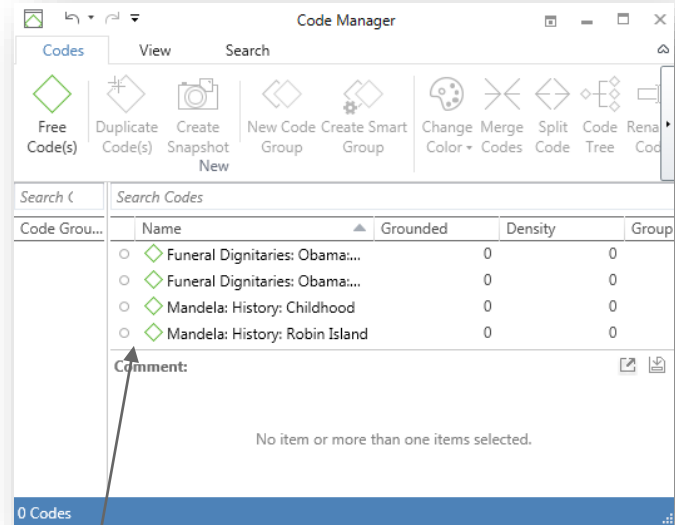 Code Manager
Codes View Search
Free Code(s)
Duplicate Code(s)
Create Snapshot
New Code Group
Create Smart Group
Change Color
Merge Codes
Split Code
Code Tree
Rena Cod
New
Search ( Search Codes
Code Grou... Name Grounded Density Group
Funeral Dignitaries: Obama:... 0 0
Funeral Dignitaries: Obama:... 0 0
Mandela: History: Childhood 0 0
Mandela: History: Robin Island 0 0
Comment:
No item or more than one items selected.
0 Codes